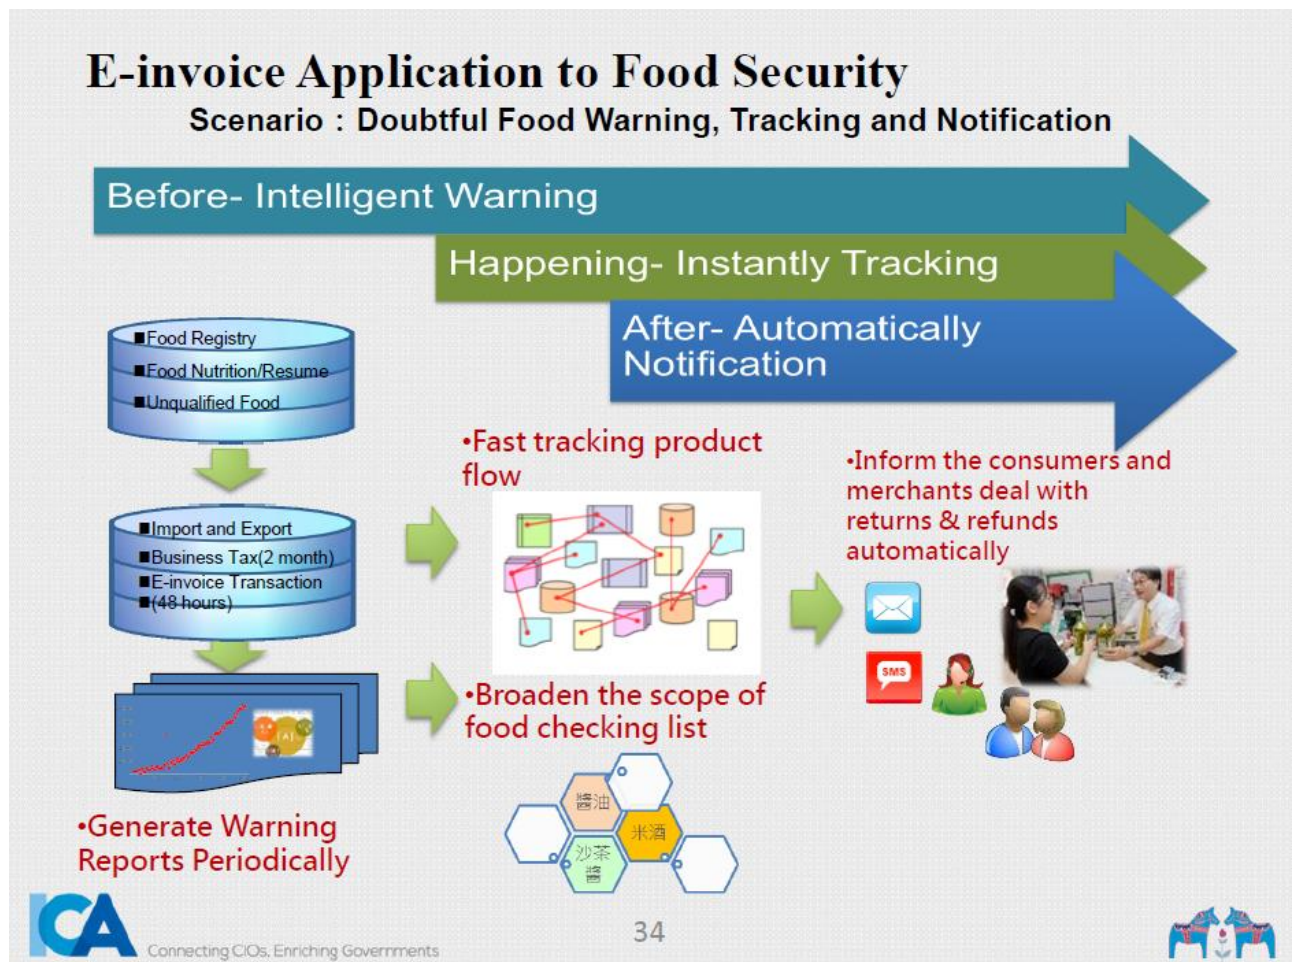 E-invoice Application to Food Security
Scenario：Doubtful Food Warning, Tracking and Notification
Before- Intelligent Warning
Happening- Instantly Tracking
After- Automatically
Notification
■Food Registry
■Food Nutrition/Resume
■Unqualified Food
■Import and Export
■Business Tax(2 month)
■E-invoice Transaction
■(48 hours)
•Generate Warning
Reports Periodically
•Fast tracking product
flow
•Broaden the scope of
food checking list
醬油
米酒
沙茶
醬
•Inform the consumers and
merchants deal with
returns & refunds
automatically
SMS
ICA
Connecting CIOs, Enriching Governments
34